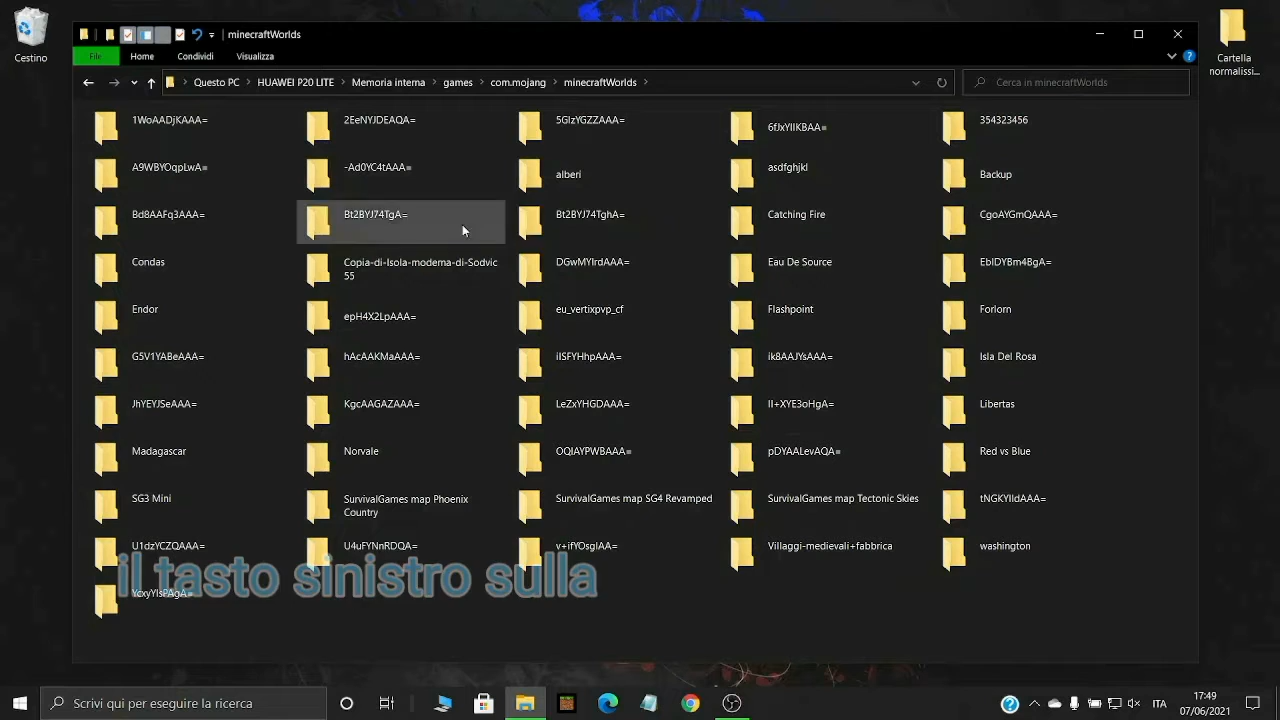 Cestino
minecraftWorlds
File
Home
Condividi
Visualizza
Questo PC
HUAWEI P20 LITE
Memoria interna
games
com.mojang
minecraftWorlds
Cerca in minecraftWorlds
Cartella
normalissi...
1WoAADjKAAA=
2EeNYJDEAQA=
5GIzYGZZAAA=
6fJxYIIKBAA=
354323456
A9WBYOqpLwA=
-Ad0YC4tAAA=
alberi
asdfghjkl
Backup
Bd8AAFq3AAA=
Bt2BYJ74TgA=
Bt2BYJ74TghA=
Catching Fire
CgoAYGmQAAA=
Condas
Copia-di-Isola-moderna-di-Sodvic
55
DGwMYIrdAAA=
Eau De Source
EbIDYBm4BgA=
Endor
epH4X2LpAAA=
eu_vertixpvp_cf
Flashpoint
Forlorn
G5V1YABeAAA=
hAcAAKMaAAA=
iISFYHhpAAA=
ik8AAJYsAAA=
Isla Del Rosa
JhYEYJSeAAA=
KgcAAGAZAAA=
LeZxYHGDAAA=
II+XYE3oHgA=
Libertas
Madagascar
Norvale
OQIAYPWBAAA=
pDYAALevAQA=
Red vs Blue
SG3 Mini
SurvivalGames map Phoenix
Country
SurvivalGames map SG4 Revamped
SurvivalGames map Tectonic Skies
tNGKYIIdAAA=
U1dzYCZQAAA=
U4uFYNnRDQA=
v+ifYOsgIAA=
Villaggi-medievali+fabbrica
washington
il tasto sinistro sulla
YcxyYIsPAgA=
Scrivi qui per eseguire la ricerca
ITA
17:49
07/06/2021